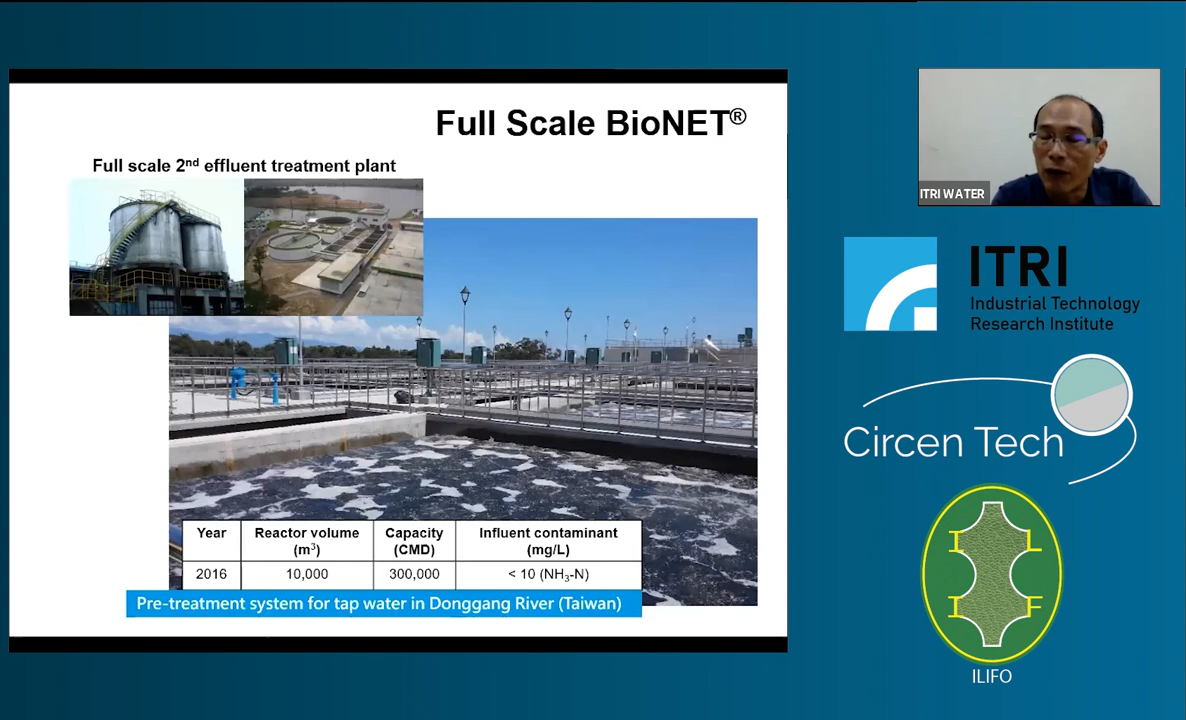 Full Scale BioNET®
Full scale 2nd effluent treatment plant
Year
Reactor volume
(m³)
Capacity
(CMD)
Influent contaminant
(mg/L)
2016
10,000
300,000
< 10 (NH₃-N)
Pre-treatment system for tap water in Donggang River (Taiwan)
ITRI WATER
ITRI
Industrial Technology
Research Institute
Circen Tech
I L
I F
ILIFO